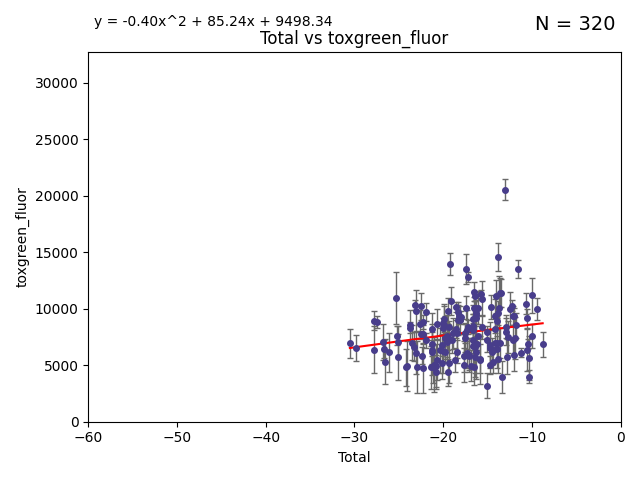 y = -0.40x^2 + 85.24x + 9498.34
N = 320
Total vs toxgreen_fluor
30000
25000
20000
15000
10000
5000
0
toxgreen_fluor
−60
−50
−40
−30
−20
−10
0
Total